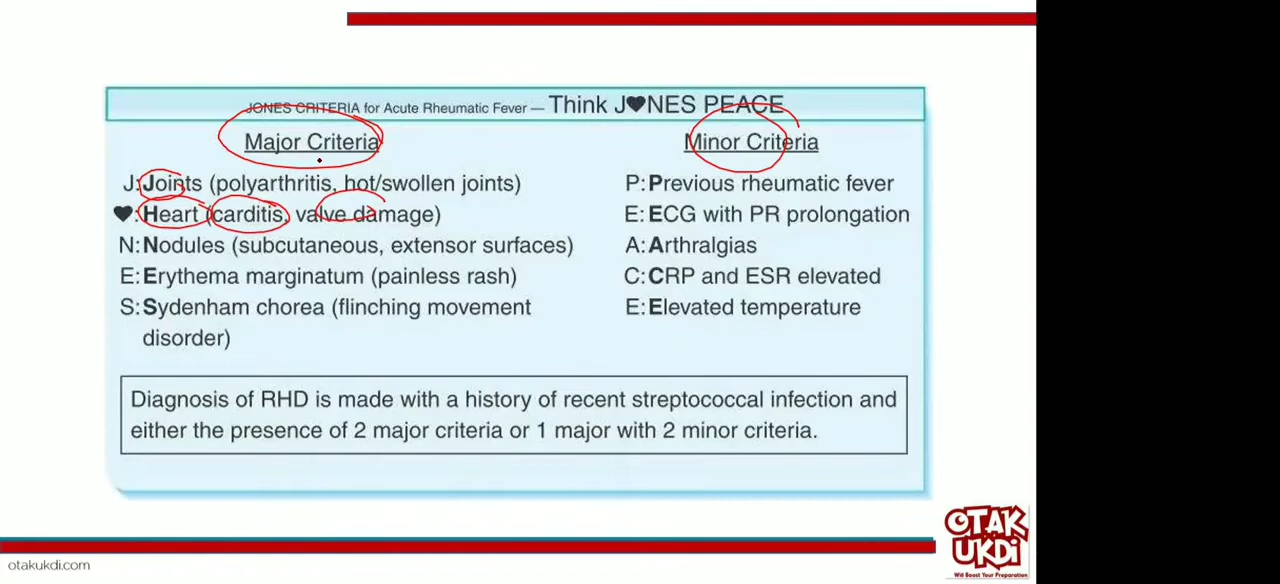 JONES CRITERIA for Acute Rheumatic Fever — Think J♥NES PEACE
Major Criteria
J: Joints (polyarthritis, hot/swollen joints)
♥: Heart (carditis, valve damage)
N: Nodules (subcutaneous, extensor surfaces)
E: Erythema marginatum (painless rash)
S: Sydenham chorea (flinching movement
disorder)
Minor Criteria
P: Previous rheumatic fever
E: ECG with PR prolongation
A: Arthralgias
C: CRP and ESR elevated
E: Elevated temperature
Diagnosis of RHD is made with a history of recent streptococcal infection and
either the presence of 2 major criteria or 1 major with 2 minor criteria.
OTAK
UKDI
Will Boost Your Preparation
otakukdi.com